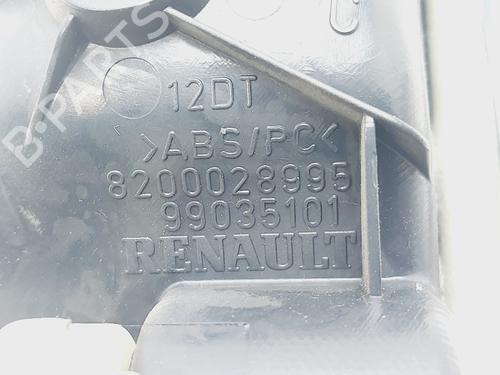 12DT
>ABS/PC<
8200028995
99035101
RENAULT
B-PARTS